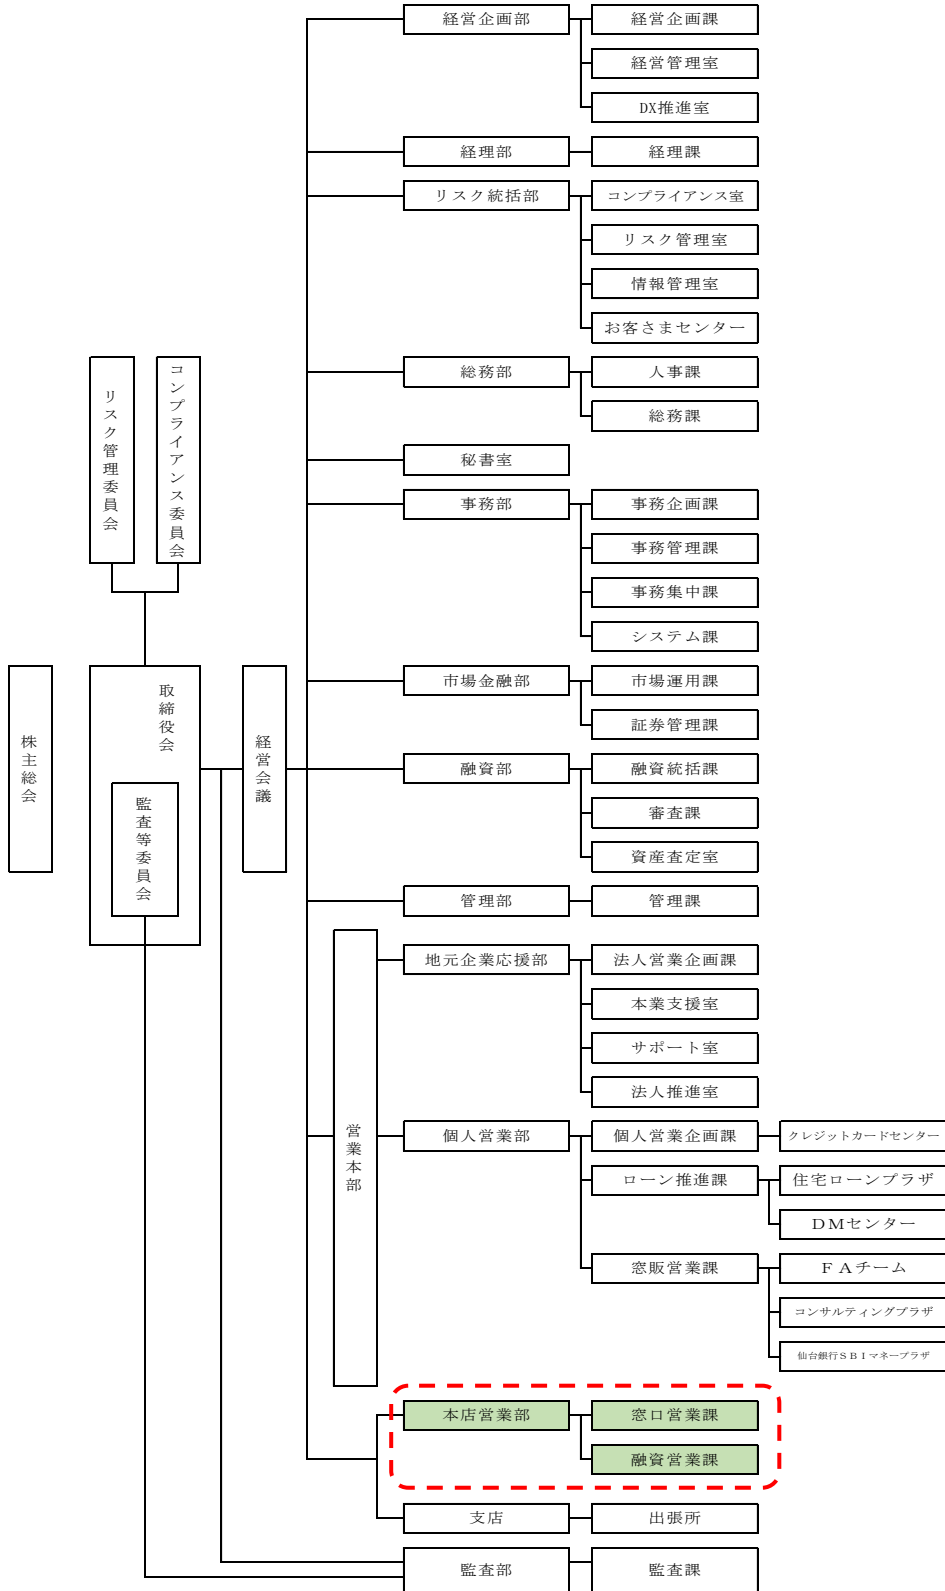 経営企画部
経営企画課
経営管理室
DX推進室
経理部
経理課
リスク統括部
コンプライアンス室
リスク管理室
情報管理室
お客さまセンター
リスク管理委員会
コンプライアンス委員会
総務部
人事課
総務課
秘書室
事務部
事務企画課
事務管理課
事務集中課
システム課
株主総会
取締役会
監査等委員会
経営会議
市場金融部
市場運用課
証券管理課
融資部
融資統括課
審査課
資産査定室
管理部
管理課
営業本部
地元企業応援部
法人営業企画課
本業支援室
サポート室
法人推進室
個人営業部
個人営業企画課
クレジットカードセンター
ローン推進課
住宅ローンプラザ
DMセンター
窓販営業課
FAチーム
コンサルティングプラザ
仙台銀行SBIマネープラザ
本店営業部
窓口営業課
融資営業課
支店
出張所
監査部
監査課